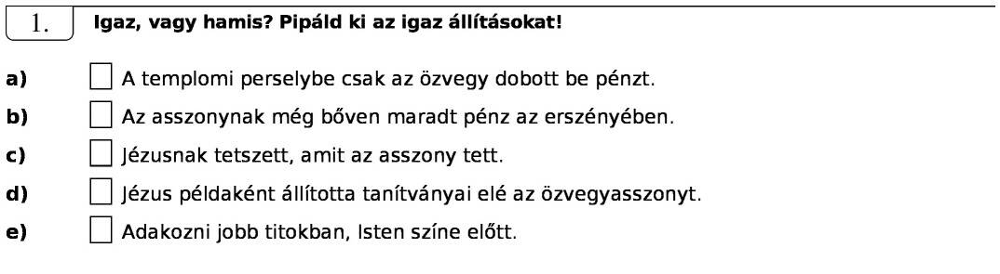 1. Igaz, vagy hamis? Pipáld ki az igaz állításokat!
a) A templomi perselybe csak az özvegy dobott be pénzt.
b) Az asszonynak még bőven maradt pénz az erszényében.
c) Jézusnak tetszett, amit az asszony tett.
d) Jézus példaként állította tanítványai elé az özvegyasszonyt.
e) Adakozni jobb titokban, Isten színe előtt.